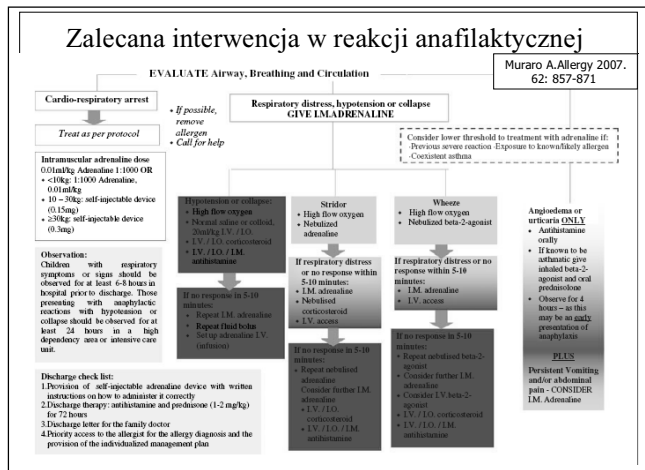 Zalecana interwencja w reakcji anafilaktycznej
Muraro A.Allergy 2007.
62: 857-871
EVALUATE Airway, Breathing and Circulation
Cardio-respiratory arrest
Treat as per protocol
• If possible,
remove
allergen
• Call for help
Respiratory distress, hypotension or collapse
GIVE I.M.ADRENALINE
Consider lower threshold to treatment with adrenaline if:
-Previous severe reaction -Exposure to known/likely allergen
-Coexistent asthma
Intramuscular adrenaline dose
0.01ml/kg Adrenaline 1:1000 OR
• <10kg: 1:1000 Adrenaline,
0.01ml/kg
• 10 – 30kg: self-injectable device
(0.15mg)
• ≥30kg: self-injectable device
(0.3mg)
Observation:
Children with respiratory
symptoms or signs should be
observed for at least 6-8 hours in
hospital prior to discharge. Those
presenting with anaphylactic
reactions with hypotension or
collapse should be observed for at
least 24 hours in a high
dependency area or intensive care
unit.
Discharge check list:
1.Provision of self-injectable adrenaline device with written
instructions on how to administer it correctly
2.Discharge therapy: antihistamine and prednisone (1-2 mg/kg) for
72 hours
3.Discharge letter for the family doctor
4.Priority access to the allergist for the allergy diagnosis and the
provision of the individualized management plan
Hypotension or collapse:
• High flow oxygen
• Normal saline or colloid,
20ml/kg I.V. / I.O.
• I.V. / I.O. corticosteroid
• I.V. / I.O. / I.M.
antihistamine
If no response in 5-10
minutes:
• Repeat I.M. adrenaline
• Repeat fluid bolus
• Set up adrenaline I.V.
(infusion)
Stridor
• High flow oxygen
• Nebulized
adrenaline
If respiratory distress
or no response within
5-10 minutes:
• I.M. adrenaline
• Nebulised
corticosteroid
• I.V. access
If no response in 5-10
minutes:
• Repeat nebulised
adrenaline
• Consider further I.M.
adrenaline
• I.V. / I.O.
corticosteroid
• I.V. / I.O. / I.M.
antihistamine
Wheeze
• High flow oxygen
• Nebulized beta-2-agonist
If respiratory distress or no
response within 5-10
minutes:
• I.M. adrenaline
• I.V. access
If no response in 5-10
minutes:
• Repeat nebulised beta-2-
agonist
• Consider further I.M.
adrenaline
• Consider I.V beta-2-
agonist
• I.V. / I.O. corticosteroid
• I.V. / I.O. / I.M.
antihistamine
Angioedema or
urticaria ONLY
• Antihistamine
orally
• If known to be
asthmatic give
inhaled beta-2-
agonist and oral
prednisolone
• Observe for 4
hours – as this
may be an early
presentation of
anaphylaxis
PLUS
Persistent Vomiting
and/or abdominal
pain - CONSIDER
I.M. Adrenaline